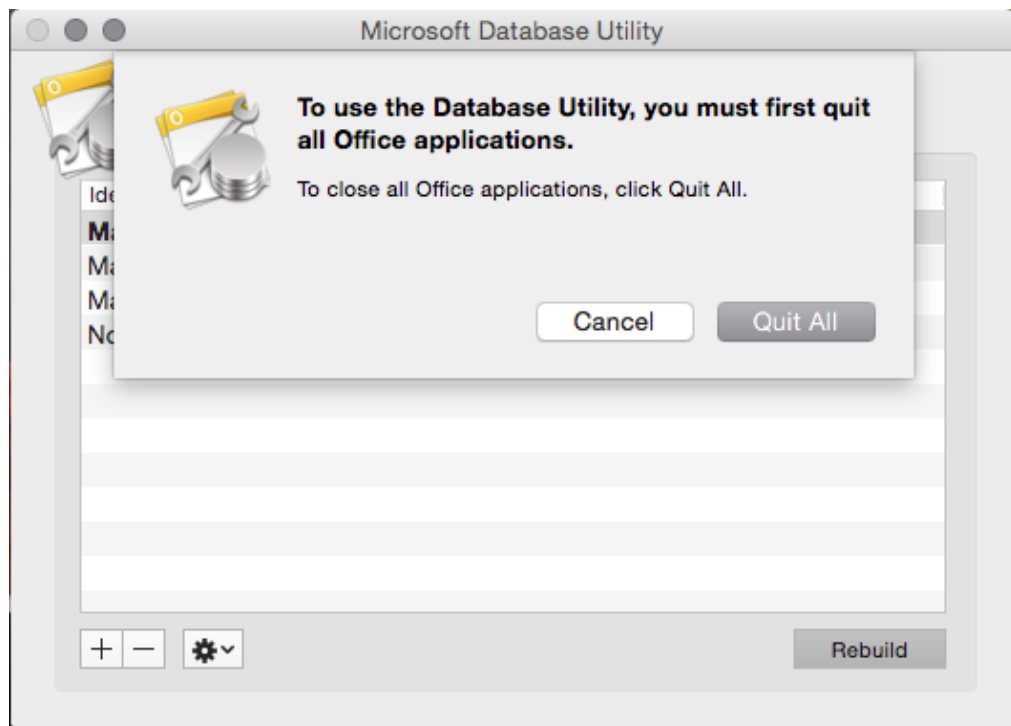 Microsoft Database Utility
To use the Database Utility, you must first quit
all Office applications.
To close all Office applications, click Quit All.
Cancel
Quit All
Rebuild